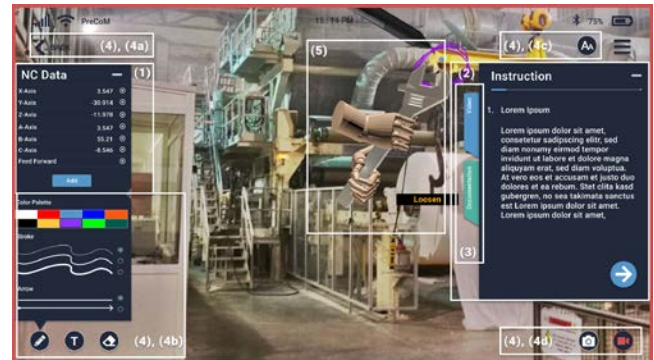 PreCoM
75%
(4), (4a)
(5)
(4), (4c)
AA
NC Data
(1)
X-Axis 3.547
Y-Axis -30.914
Z-Axis -11.978
A-Axis 3.547
B-Axis 55.21
C-Axis -8.546
Feed Forward
Add
Color Palette
Stroke
Arrow
T
(4), (4b)
Loosen
(2)
Video
Documentation
(3)
Instruction
1. Lorem Ipsum
Lorem ipsum dolor sit amet,
consetetur sadipscing elitr, sed
diam nonumy eirmod tempor
invidunt ut labore et dolore magna
aliquyam erat, sed diam voluptua.
At vero eos et accusam et justo duo
dolores et ea rebum. Stet clita kasd
gubergren, no sea takimata sanctus
est Lorem ipsum dolor sit amet.
Lorem ipsum dolor sit amet,
(4), (4d)